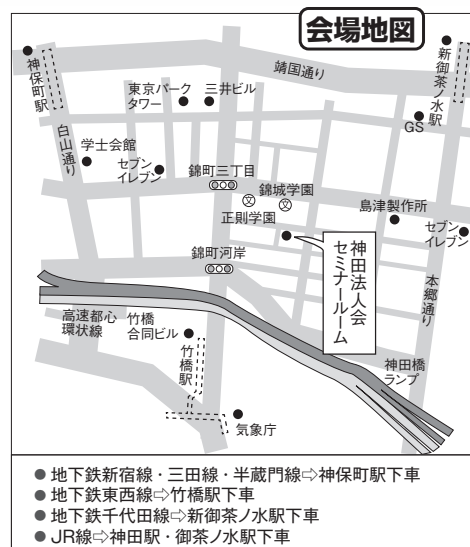 会場地図
靖国通り
神保町駅
新御茶ノ水駅
東京パーク
タワー
三井ビル
GS
白山通り
学士会館
セブン
イレブン
錦町三丁目
文
錦城学園
文
正則学園
島津製作所
セブン
イレブン
神田法人会
セミナールーム
錦町河岸
本郷通り
高速都心
環状線
竹橋
合同ビル
竹橋駅
神田橋
ランプ
気象庁
● 地下鉄新宿線・三田線・半蔵門線⇨神保町駅下車
● 地下鉄東西線⇨竹橋駅下車
● 地下鉄千代田線⇨新御茶ノ水駅下車
● JR線⇨神田駅・御茶ノ水駅下車